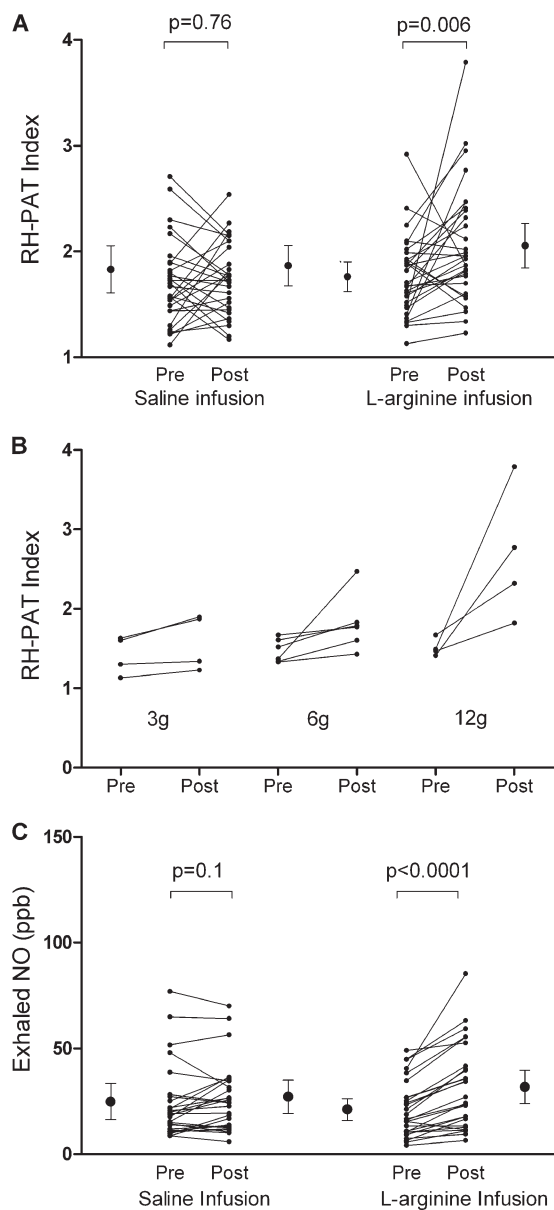 A
p=0.76 p=0.006
4
3
2
1
RH-PAT Index
Pre Post Pre Post
Saline infusion L-arginine infusion
B
4
3
2
1
0
RH-PAT Index
3g 6g 12g
Pre Post Pre Post Pre Post
C
150
100
50
0
Exhaled NO (ppb)
p=0.1 p<0.0001
Pre Post Pre Post
Saline Infusion L-arginine Infusion